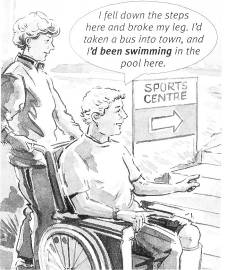 I fell down the steps
here and broke my leg. I'd
taken a bus into town, and
I'd been swimming in the
pool here.
SPORTS
CENTRE